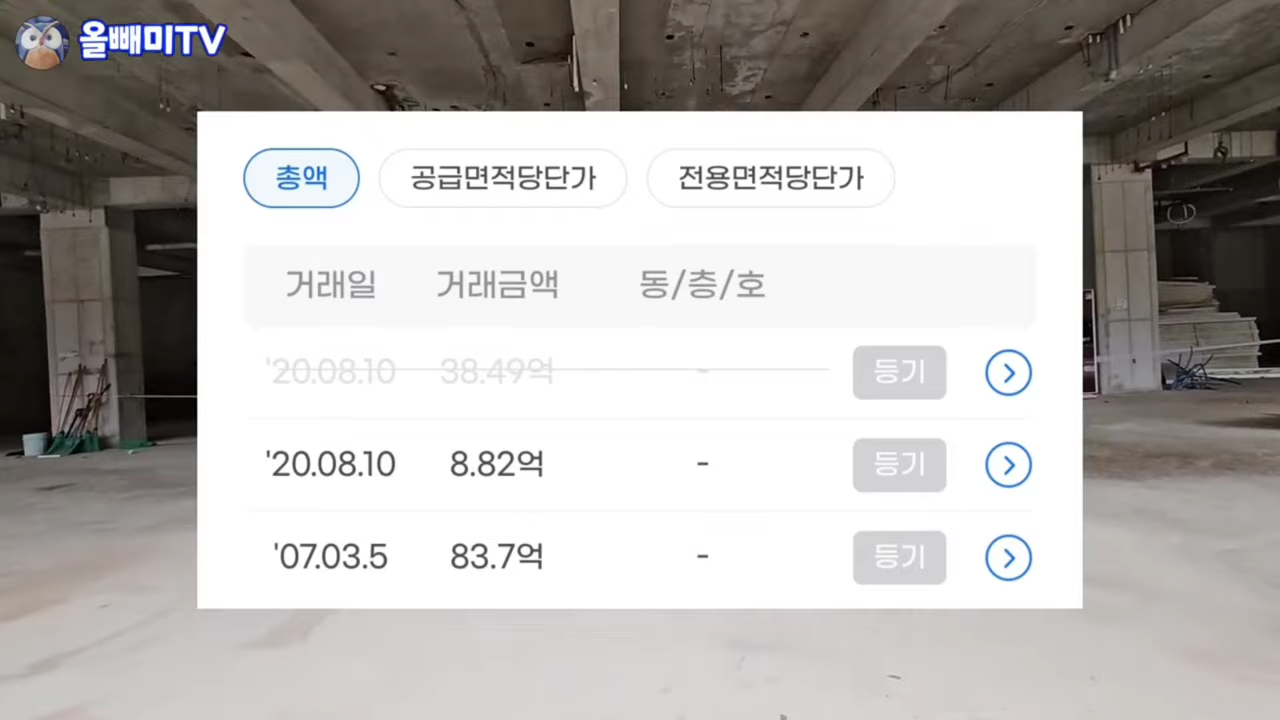 올빼미TV
총액 공급면적당단가 전용면적당단가
거래일 거래금액 동/층/호
'20.08.10 38.49억 - 등기
'20.08.10 8.82억 - 등기
'07.03.5 83.7억 - 등기